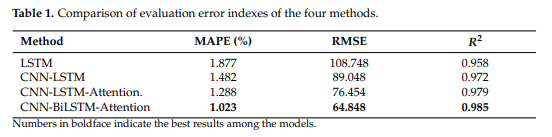 Table 1. Comparison of evaluation error indexes of the four methods.
Method MAPE (%) RMSE R²
LSTM 1.877 108.748 0.958
CNN-LSTM 1.482 89.048 0.972
CNN-LSTM-Attention. 1.288 76.454 0.979
CNN-BiLSTM-Attention 1.023 64.848 0.985
Numbers in boldface indicate the best results among the models.